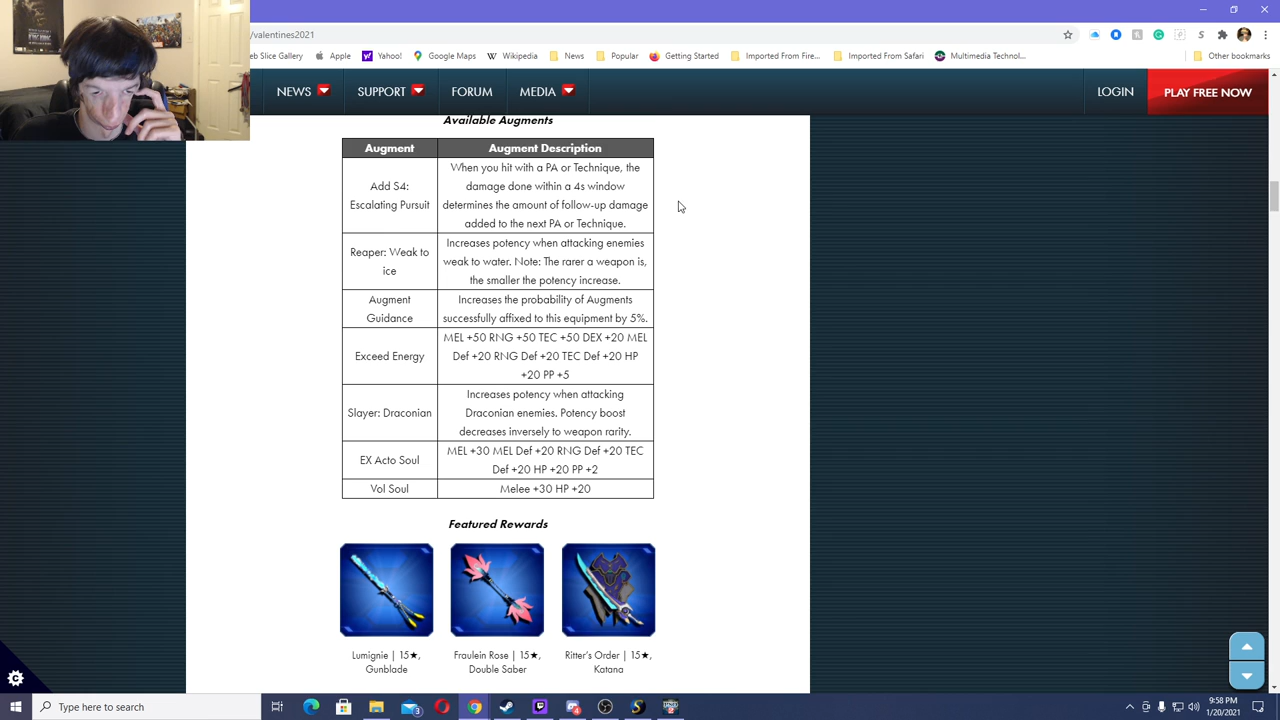 /valentines2021
eb Slice Gallery
Apple
Yahoo!
Google Maps
Wikipedia
News
Popular
Getting Started
Imported From Fire...
Imported From Safari
Multimedia Technol...
Other bookmarks
NEWS
SUPPORT
FORUM
MEDIA
LOGIN
PLAY FREE NOW
Available Augments
Augment
Augment Description
Add S4:
Escalating Pursuit
When you hit with a PA or Technique, the
damage done within a 4s window
determines the amount of follow-up damage
added to the next PA or Technique.
Reaper: Weak to
ice
Increases potency when attacking enemies
weak to water. Note: The rarer a weapon is,
the smaller the potency increase.
Augment
Guidance
Increases the probability of Augments
successfully affixed to this equipment by 5%.
Exceed Energy
MEL +50 RNG +50 TEC +50 DEX +20 MEL
Def +20 RNG Def +20 TEC Def +20 HP
+20 PP +5
Slayer: Draconian
Increases potency when attacking
Draconian enemies. Potency boost
decreases inversely to weapon rarity.
EX Acto Soul
MEL +30 MEL Def +20 RNG Def +20 TEC
Def +20 HP +20 PP +2
Vol Soul
Melee +30 HP +20
Featured Rewards
Lumignie | 15★,
Gunblade
Fraulein Rose | 15★,
Double Saber
Ritter's Order | 15★,
Katana
Type here to search
9:58 PM
1/20/2021